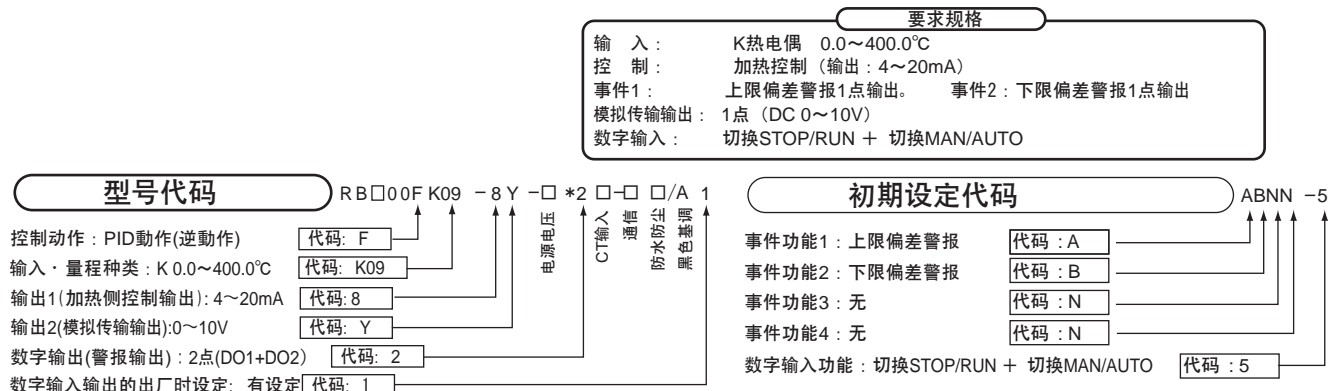 要求规格
输 入： K热电偶 0.0～400.0℃
控 制： 加热控制（输出：4～20mA）
事件1： 上限偏差警报1点输出。 事件2：下限偏差警报1点输出
模拟传输输出： 1点（DC 0～10V）
数字输入： 切换STOP/RUN ＋ 切换MAN/AUTO
型号代码 RB□00F K09 -8Y -□ *2 □-□ □/A 1
电源电压
CT输入
通信
防水防尘
黑色基调
控制动作：PID動作(逆動作) 代码: F
输入・量程种类：K 0.0～400.0℃ 代码: K09
输出1(加热侧控制输出)：4～20mA 代码:8
输出2(模拟传输输出):0～10V 代码: Y
数字输出(警报输出)：2点(DO1+DO2） 代码: 2
数字输入输出的出厂时设定: 有设定 代码: 1
初期设定代码 ABNN -5
事件功能1：上限偏差警报 代码：A
事件功能2：下限偏差警报 代码：B
事件功能3：无 代码：N
事件功能4：无 代码：N
数字输入功能：切换STOP/RUN ＋ 切换MAN/AUTO 代码：5